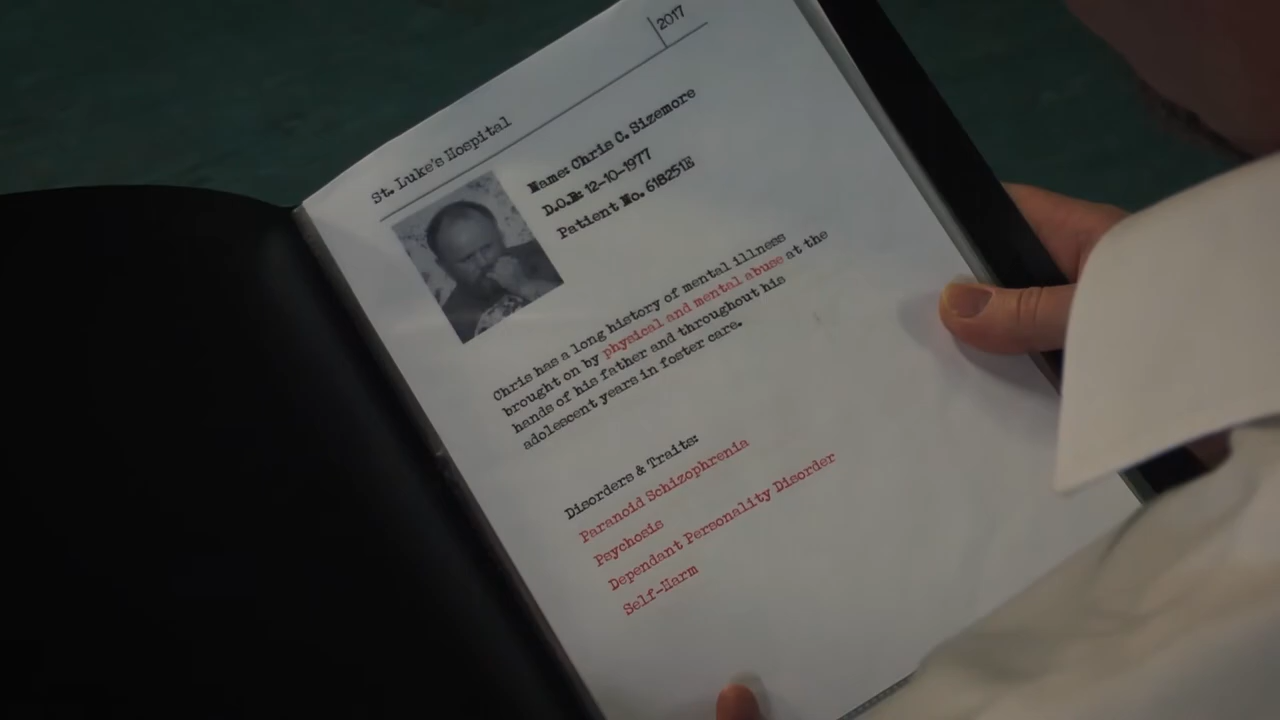 2017
St. Luke's Hospital
Name: Chris C. Sizemore
D.O.B: 12-10-1977
Patient No. 618251E
Chris has a long history of mental illness
brought on by physical and mental abuse at the
hands of his father and throughout his
adolescent years in foster care.
Disorders & Traits:
Paranoid Schizophrenia
Psychosis
Dependant Personality Disorder
Self-Harm